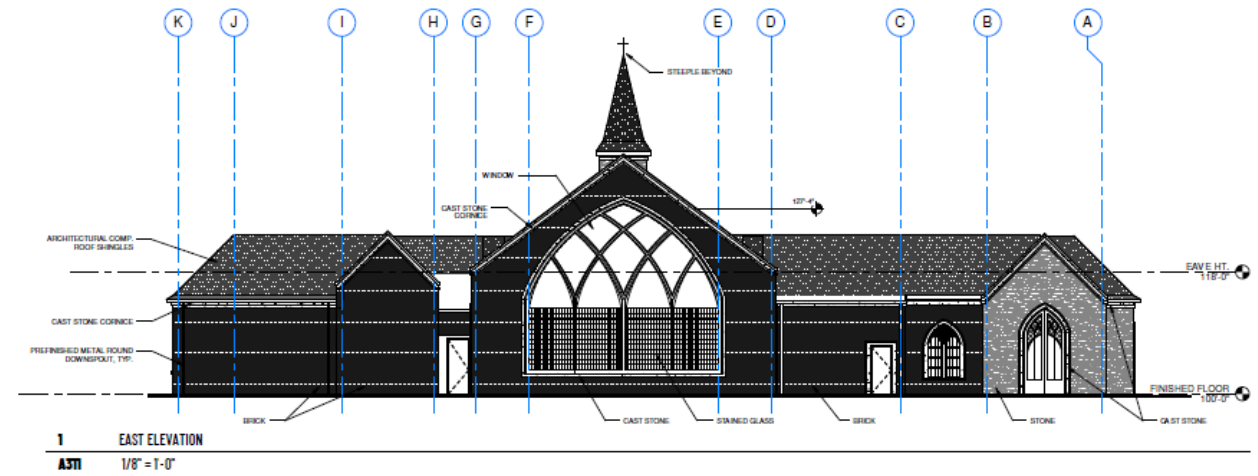 K J I H G F E D C B A
STEEPLE BEYOND
WINDOW
CAST STONE
CORNICE
127'-4"
ARCHITECTURAL COMP.
ROOF SHINGLES
EAVE HT.
118'-0"
CAST STONE CORNICE
PREFINISHED METAL ROUND
DOWNSPOUT, TYP.
FINISHED FLOOR
100'-0"
BRICK
CAST STONE
STAINED GLASS
BRICK
STONE
CAST STONE
1 EAST ELEVATION
A311 1/8" = 1'-0"